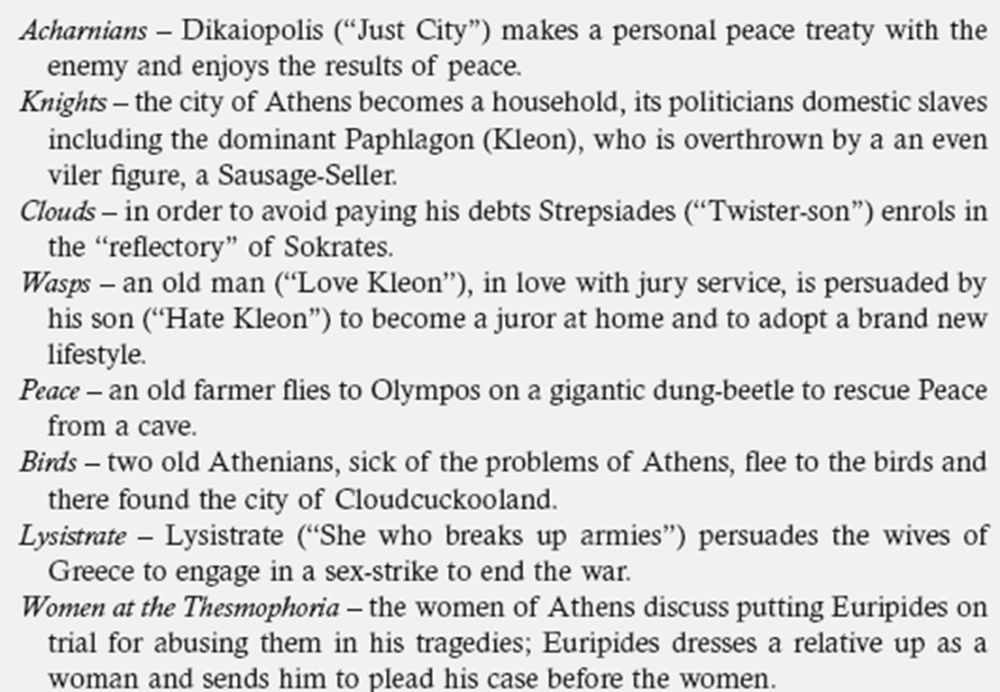 Acharnians – Dikaiopolis (“Just City”) makes a personal peace treaty with the
enemy and enjoys the results of peace.
Knights – the city of Athens becomes a household, its politicians domestic slaves
including the dominant Paphlagon (Kleon), who is overthrown by a an even
viler figure, a Sausage-Seller.
Clouds – in order to avoid paying his debts Strepsiades (“Twister-son”) enrols in
the “reflectory” of Sokrates.
Wasps – an old man (“Love Kleon”), in love with jury service, is persuaded by
his son (“Hate Kleon”) to become a juror at home and to adopt a brand new
lifestyle.
Peace – an old farmer flies to Olympos on a gigantic dung-beetle to rescue Peace
from a cave.
Birds – two old Athenians, sick of the problems of Athens, flee to the birds and
there found the city of Cloudcuckooland.
Lysistrate – Lysistrate (“She who breaks up armies”) persuades the wives of
Greece to engage in a sex-strike to end the war.
Women at the Thesmophoria – the women of Athens discuss putting Euripides on
trial for abusing them in his tragedies; Euripides dresses a relative up as a
woman and sends him to plead his case before the women.